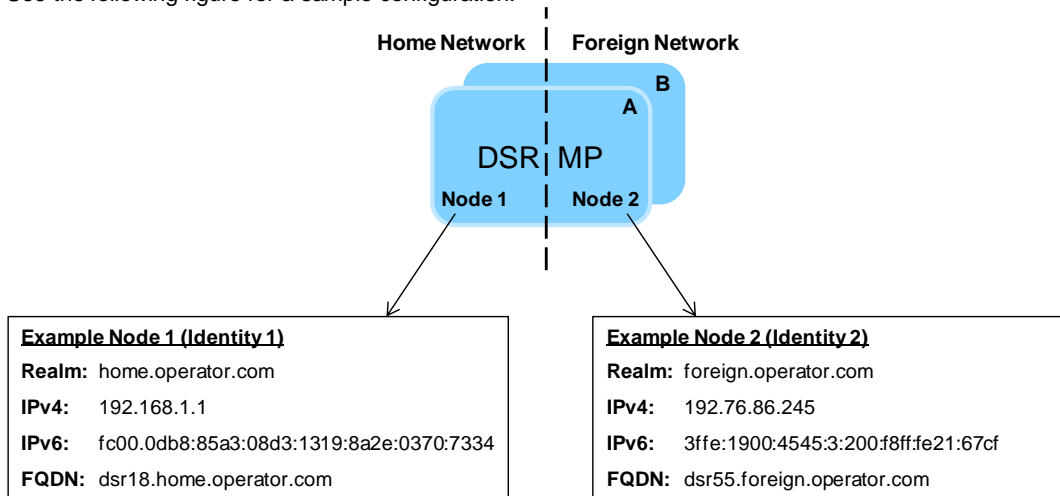 See the following figure for a sample configuration.
Home Network Foreign Network
B
A
DSR MP
Node 1 Node 2
Example Node 1 (Identity 1)
Realm: home.operator.com
IPv4: 192.168.1.1
IPv6: fc00.0db8:85a3:08d3:1319:8a2e:0370:7334
FQDN: dsr18.home.operator.com
Example Node 2 (Identity 2)
Realm: foreign.operator.com
IPv4: 192.76.86.245
IPv6: 3ffe:1900:4545:3:200:f8ff:fe21:67cf
FQDN: dsr55.foreign.operator.com